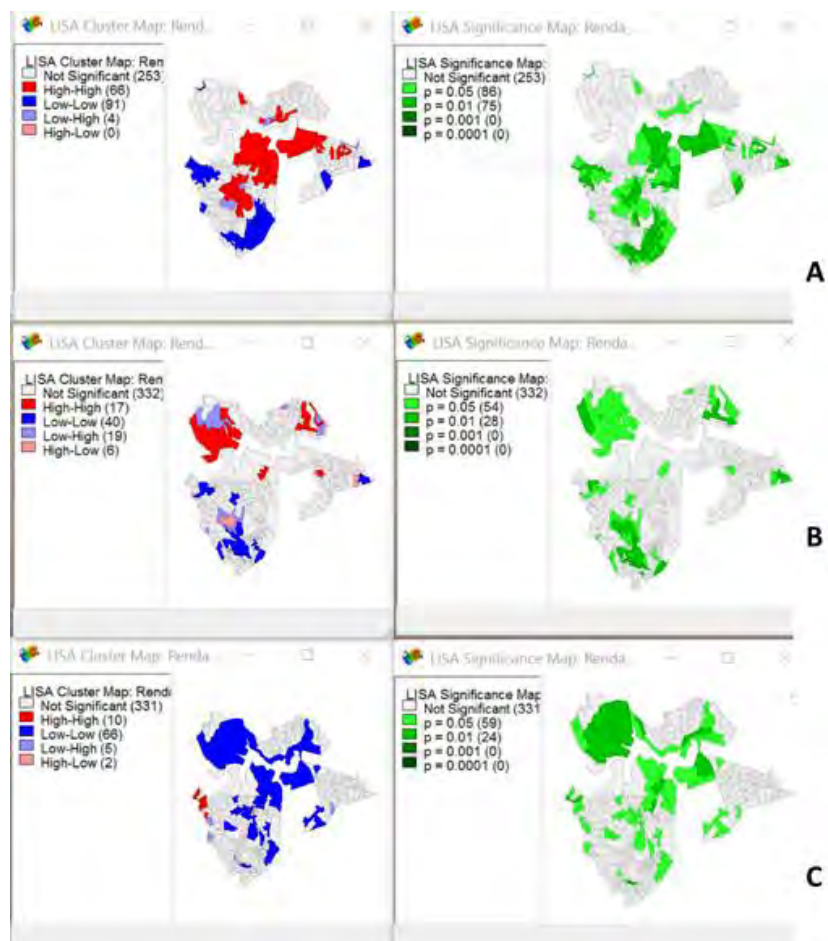 LISA Cluster Map: Rend...
LISA Cluster Map: Ren
Not Significant (253)
High-High (66)
Low-Low (91)
Low-High (4)
High-Low (0)
LISA Significance Map: Renda...
LISA Significance Map:
Not Significant (253)
p = 0.05 (86)
p = 0.01 (75)
p = 0.001 (0)
p = 0.0001 (0)
A
LISA Cluster Map: Rend...
LISA Cluster Map: Ren
Not Significant (332)
High-High (17)
Low-Low (40)
Low-High (19)
High-Low (6)
LISA Significance Map: Renda...
LISA Significance Map:
Not Significant (332)
p = 0.05 (54)
p = 0.01 (28)
p = 0.001 (0)
p = 0.0001 (0)
B
LISA Cluster Map: Renda...
LISA Cluster Map: Rend
Not Significant (331)
High-High (10)
Low-Low (66)
Low-High (5)
High-Low (2)
LISA Significance Map: Renda...
LISA Significance Map
Not Significant (331
p = 0.05 (59)
p = 0.01 (24)
p = 0.001 (0)
p = 0.0001 (0)
C